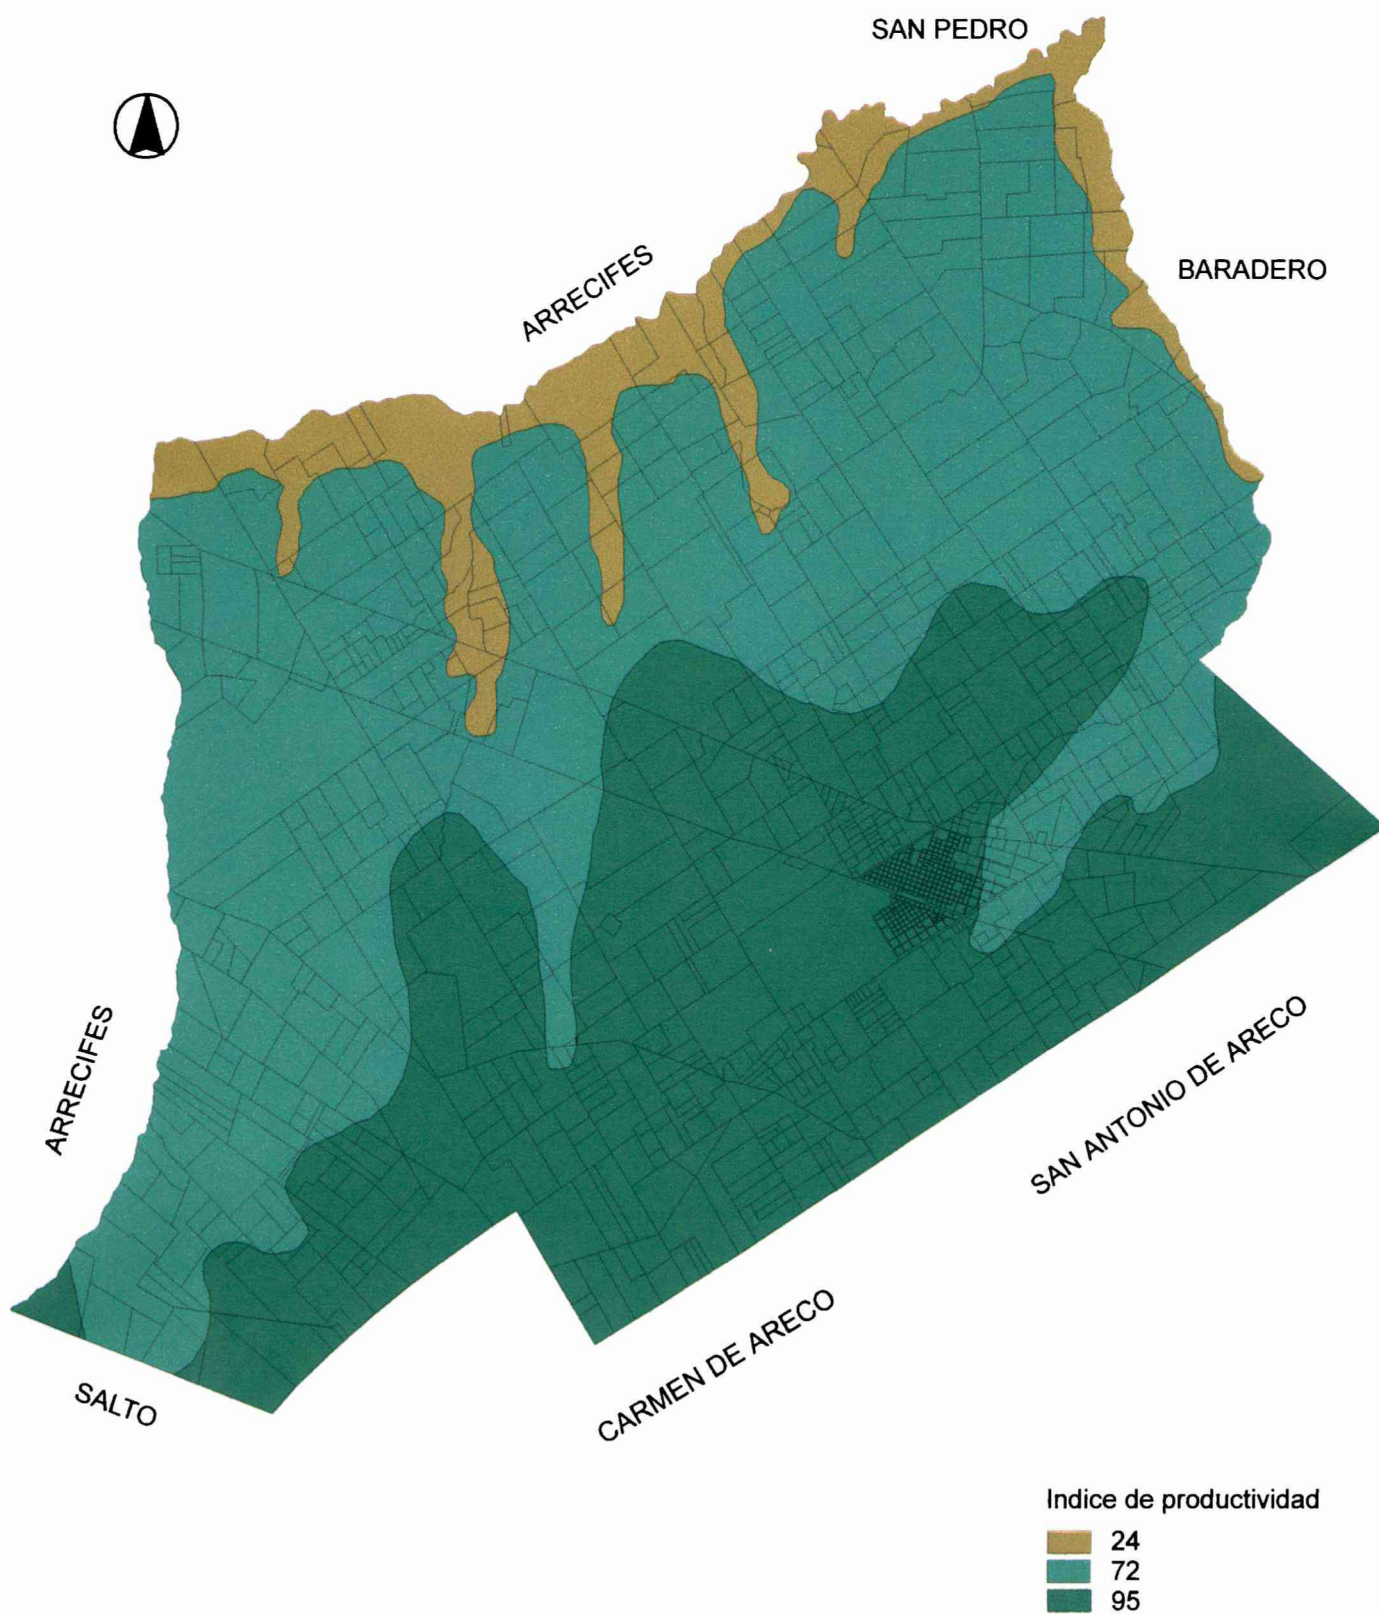 SAN PEDRO
ARRECIFES
BARADERO
ARRECIFES
SAN ANTONIO DE ARECO
CARMEN DE ARECO
SALTO
Indice de productividad
24
72
95